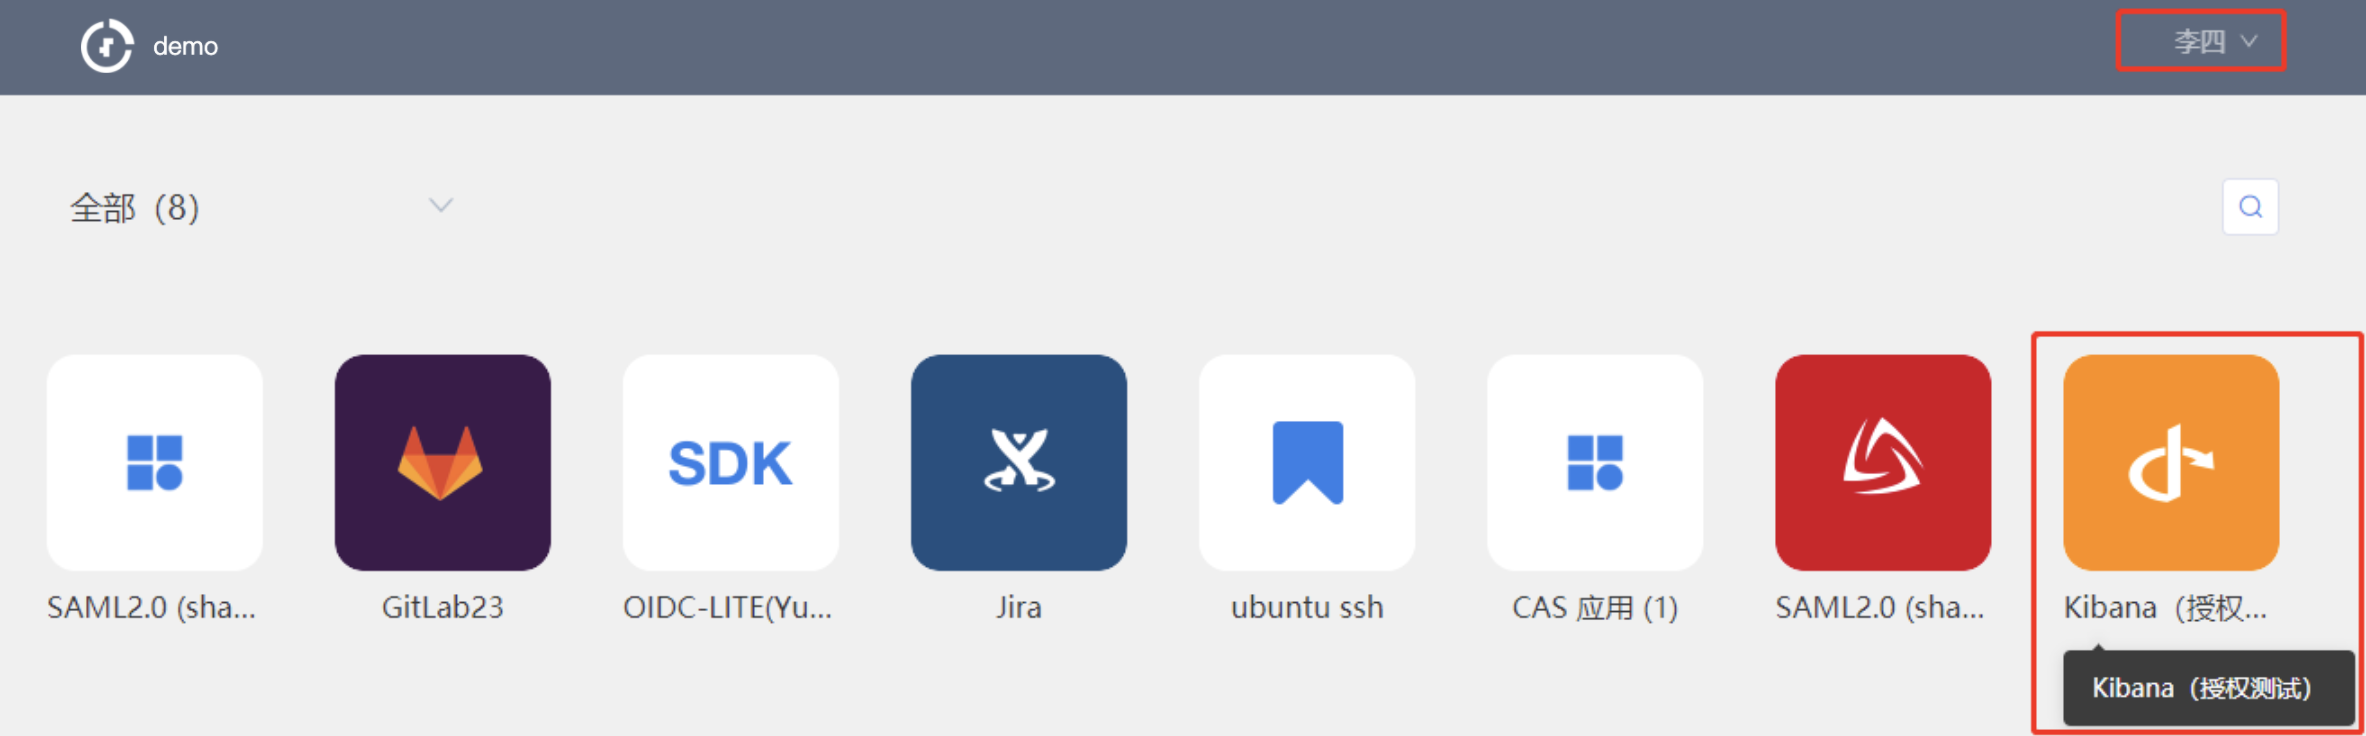 demo
李四
全部（8）
SDK
SAML2.0 (sha...
GitLab23
OIDC-LITE(Yu...
Jira
ubuntu ssh
CAS 应用 (1)
SAML2.0 (sha...
Kibana（授权...
Kibana（授权测试）